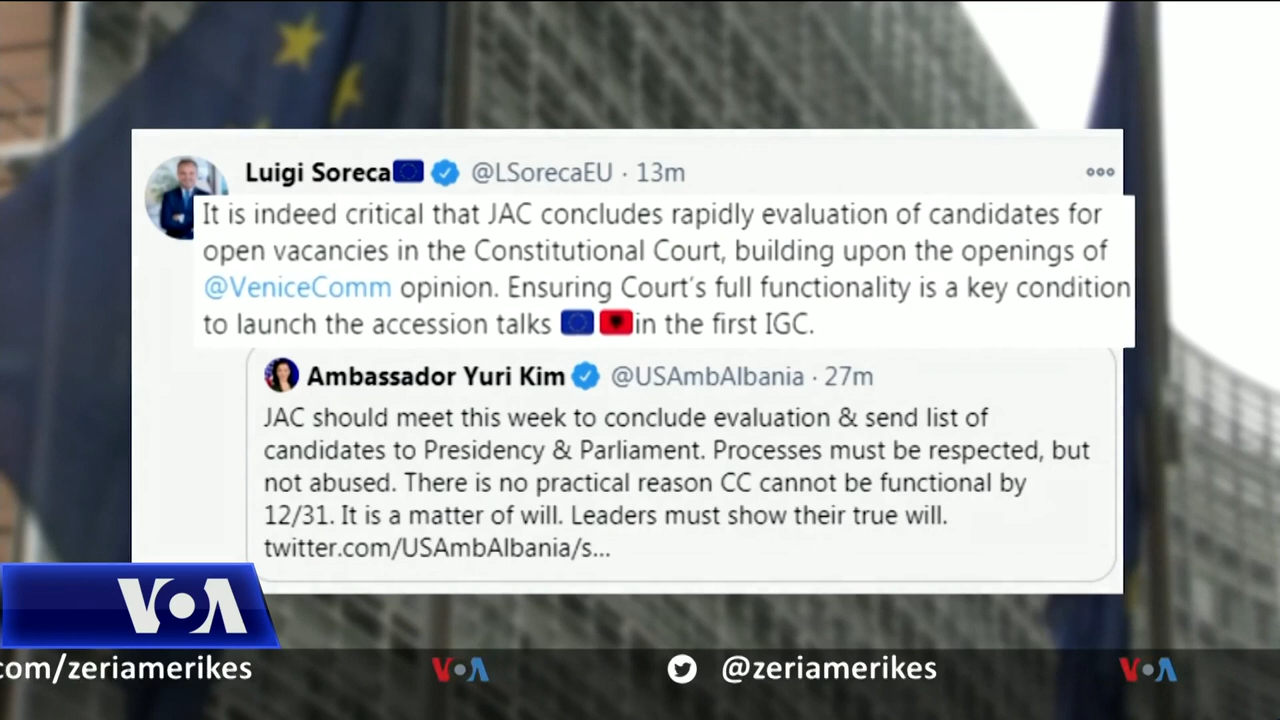 Luigi Soreca @LSorecaEU · 13m
It is indeed critical that JAC concludes rapidly evaluation of candidates for
open vacancies in the Constitutional Court, building upon the openings of
@VeniceComm opinion. Ensuring Court's full functionality is a key condition
to launch the accession talks 🇪🇺 🇦🇱 in the first IGC.
Ambassador Yuri Kim @USAmbAlbania · 27m
JAC should meet this week to conclude evaluation & send list of
candidates to Presidency & Parliament. Processes must be respected, but
not abused. There is no practical reason CC cannot be functional by
12/31. It is a matter of will. Leaders must show their true will.
twitter.com/USAmbAlbania/s...
VOA
com/zeriamerikes VOA @zeriamerikes VOA